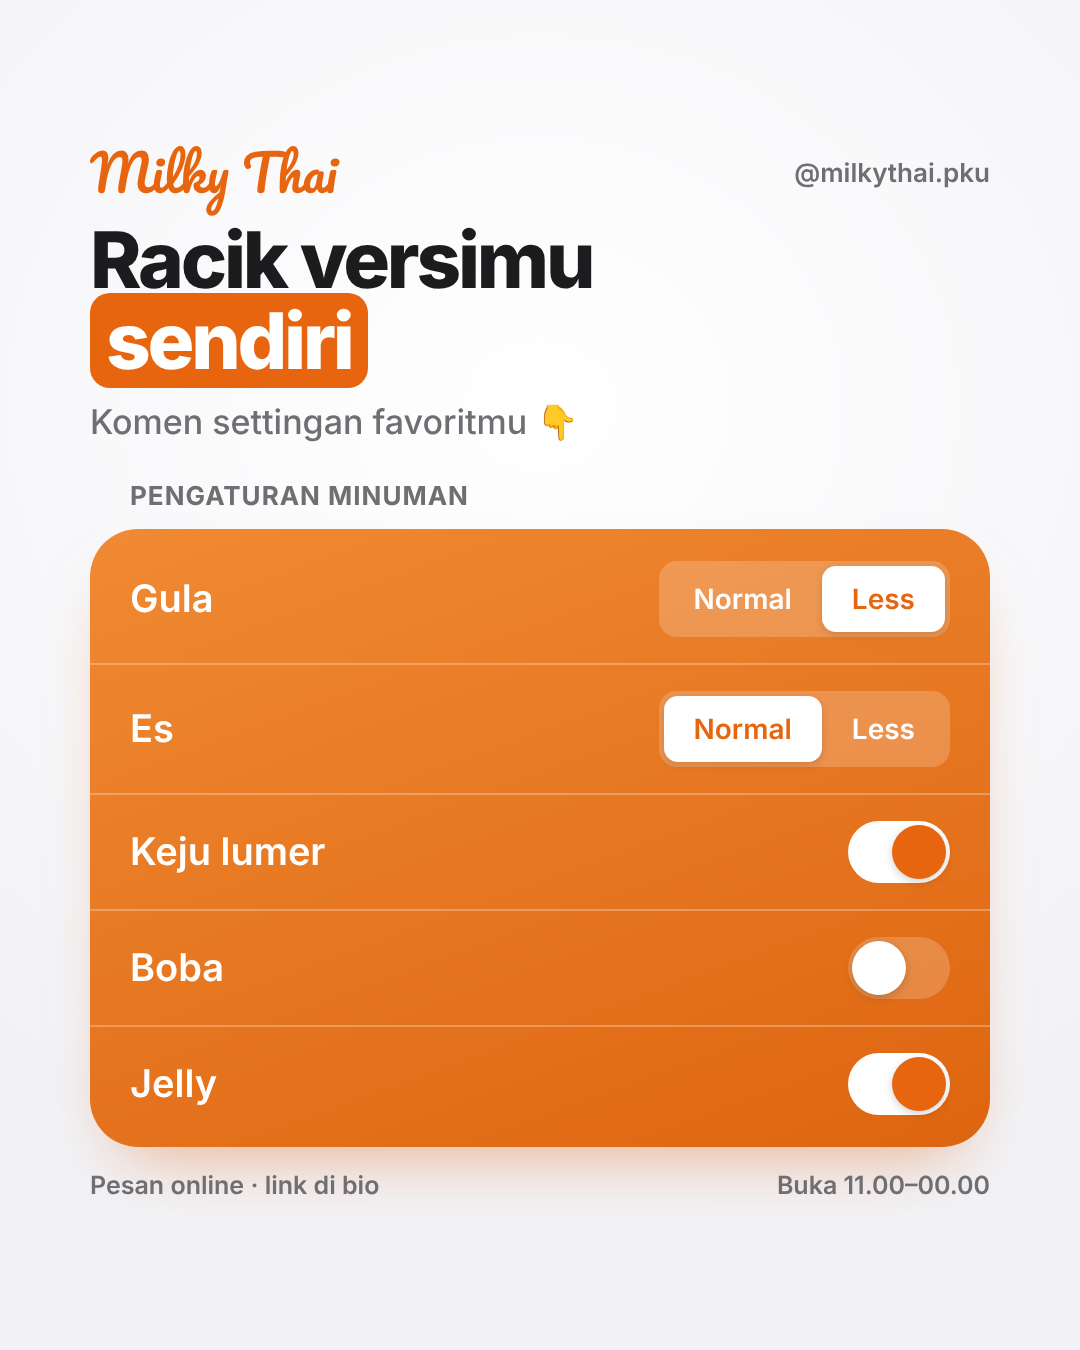 Milky Thai
@milkythai.pku
Racik versimu
sendiri
Komen settingan favoritmu 👇
PENGATURAN MINUMAN
Gula
Normal Less
Es
Normal Less
Keju lumer
Boba
Jelly
Pesan online · link di bio
Buka 11.00–00.00